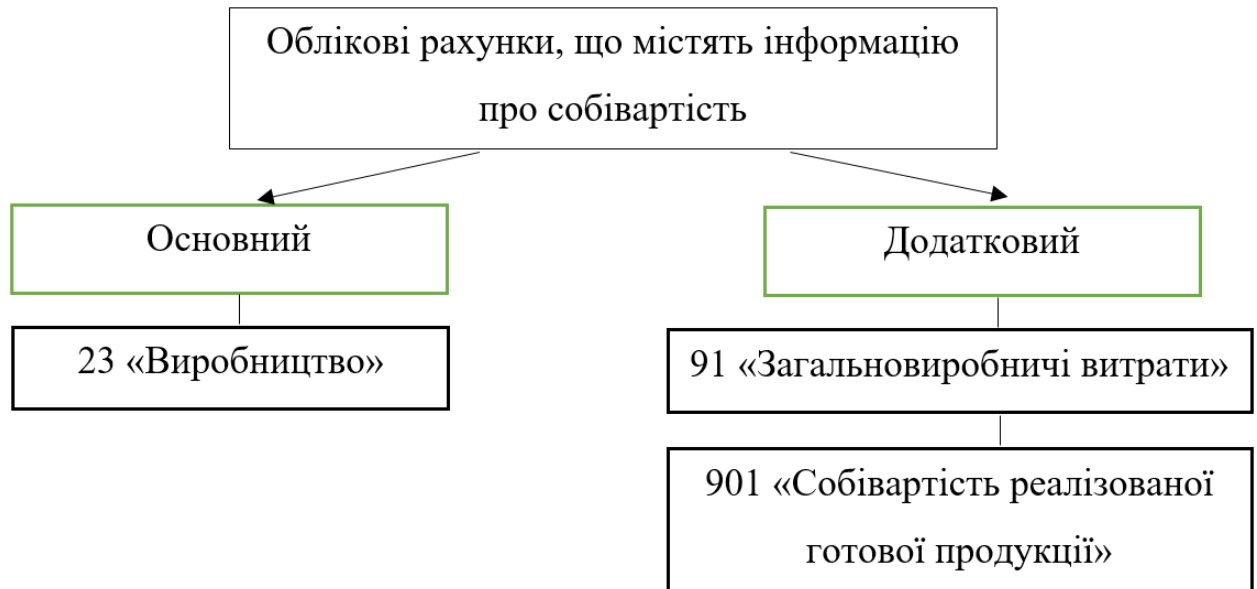 Облікові рахунки, що містять інформацію
про собівартість
Основний
Додатковий
23 «Виробництво»
91 «Загальновиробничі витрати»
901 «Собівартість реалізованої
готової продукції»